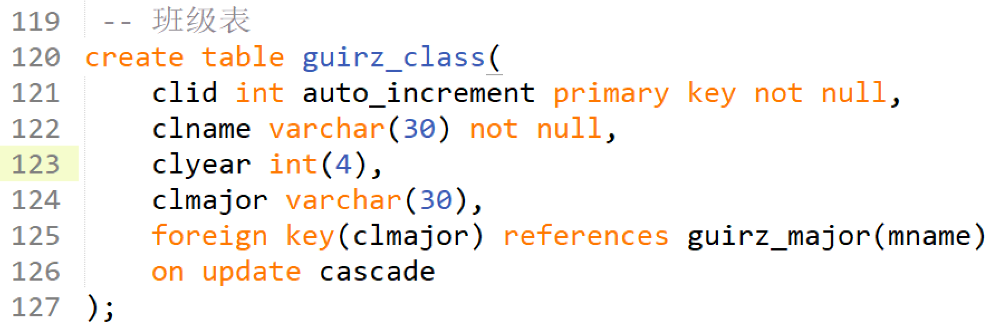 119 -- 班级表
120 create table guirz_class(
121 clid int auto_increment primary key not null,
122 clname varchar(30) not null,
123 clyear int(4),
124 clmajor varchar(30),
125 foreign key(clmajor) references guirz_major(mname)
126 on update cascade
127 );